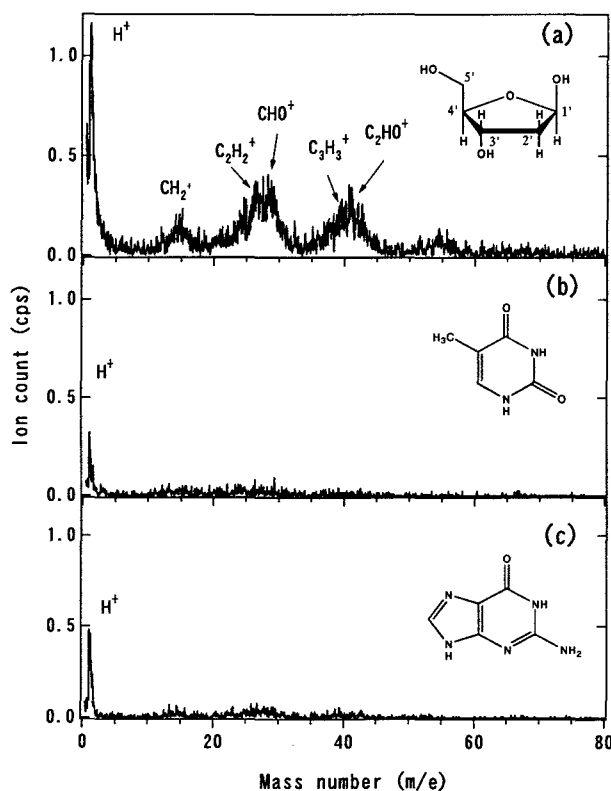 (a)
H⁺
1.0
0.5
0.0
CH₂⁺
C₂H₂⁺
CHO⁺
C₃H₃⁺
C₂HO⁺
HO
5'
O
OH
4'
H
H
1'
H
3'
2'
H
OH
H
(b)
H⁺
1.0
0.5
0.0
O
H₃C
NH
N
H
O
(c)
H⁺
1.0
0.5
0.0
O
N
NH
N
H
N
NH₂
0
20
40
60
80
Ion count (cps)
Mass number (m/e)